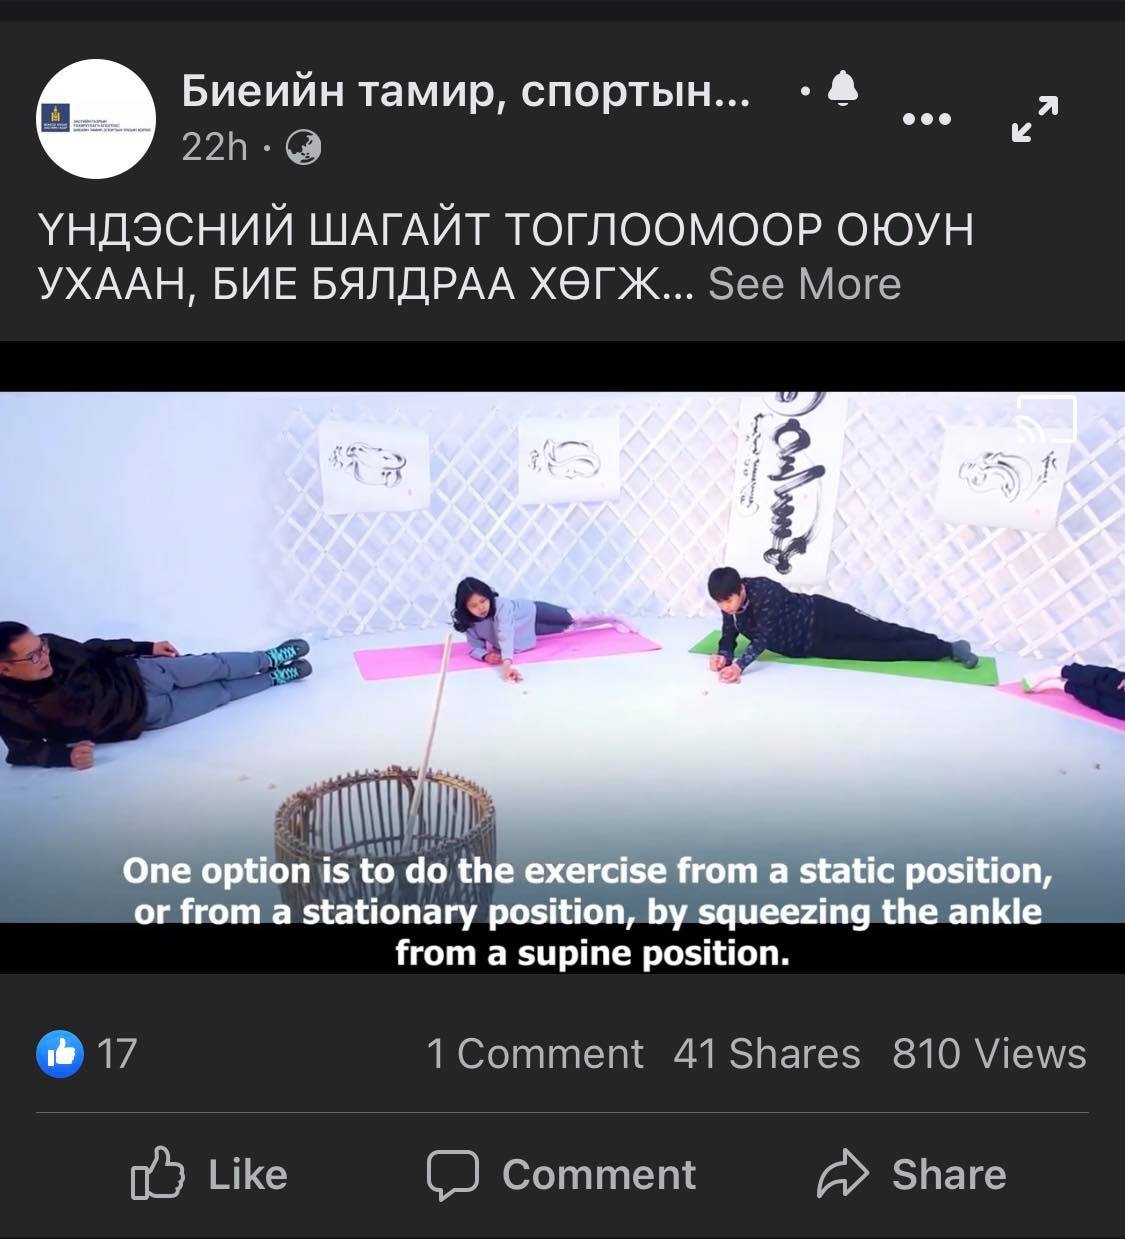 Биеийн тамир, спортын... ·
22h ·
ҮНДЭСНИЙ ШАГАЙТ ТОГЛООМООР ОЮУН
УХААН, БИЕ БЯЛДРАА ХӨГЖ... See More
One option is to do the exercise from a static position,
or from a stationary position, by squeezing the ankle
from a supine position.
17
1 Comment 41 Shares 810 Views
Like Comment Share